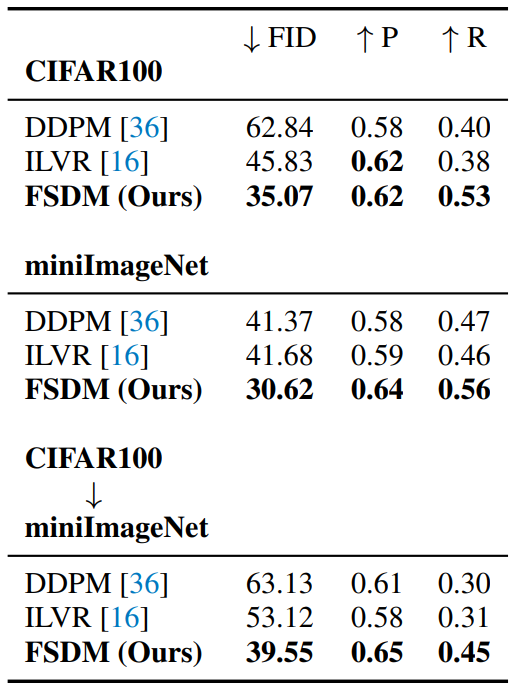 ↓ FID ↑ P ↑ R
CIFAR100
DDPM [36] 62.84 0.58 0.40
ILVR [16] 45.83 0.62 0.38
FSDM (Ours) 35.07 0.62 0.53
miniImageNet
DDPM [36] 41.37 0.58 0.47
ILVR [16] 41.68 0.59 0.46
FSDM (Ours) 30.62 0.64 0.56
CIFAR100
↓
miniImageNet
DDPM [36] 63.13 0.61 0.30
ILVR [16] 53.12 0.58 0.31
FSDM (Ours) 39.55 0.65 0.45